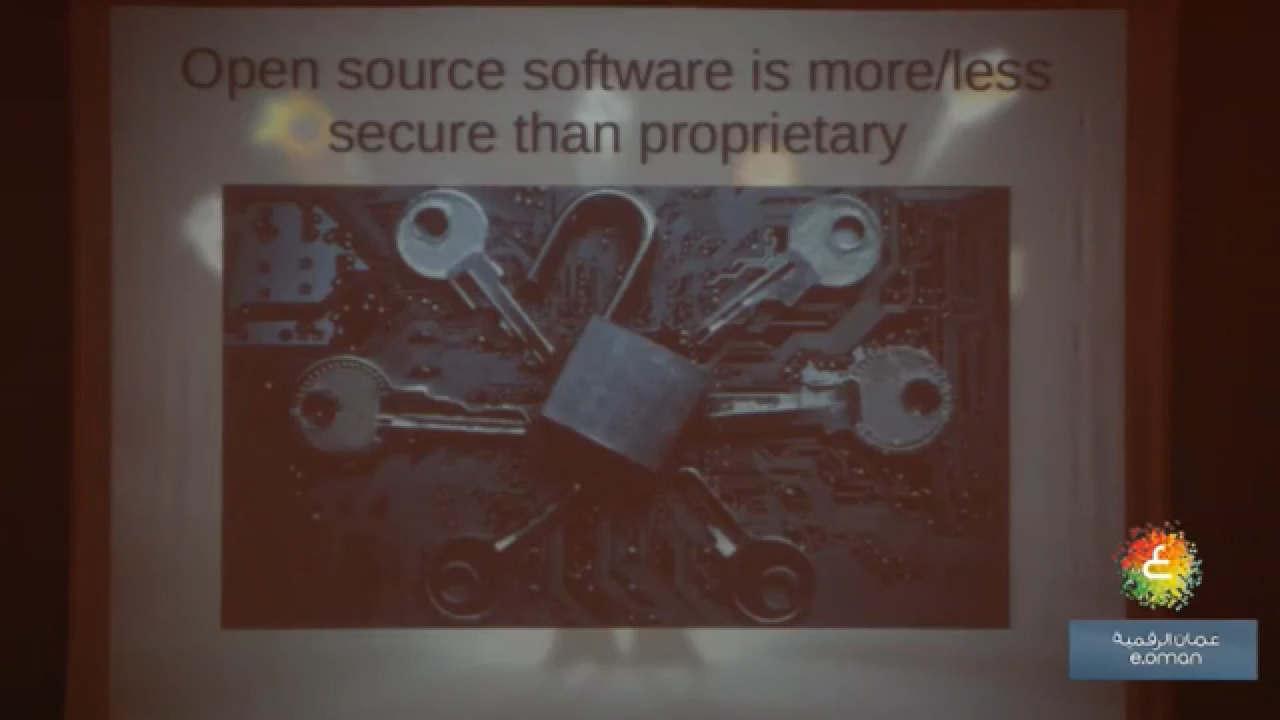 Open source software is more/less
secure than proprietary
ع
عمان الرقمية
e.oman